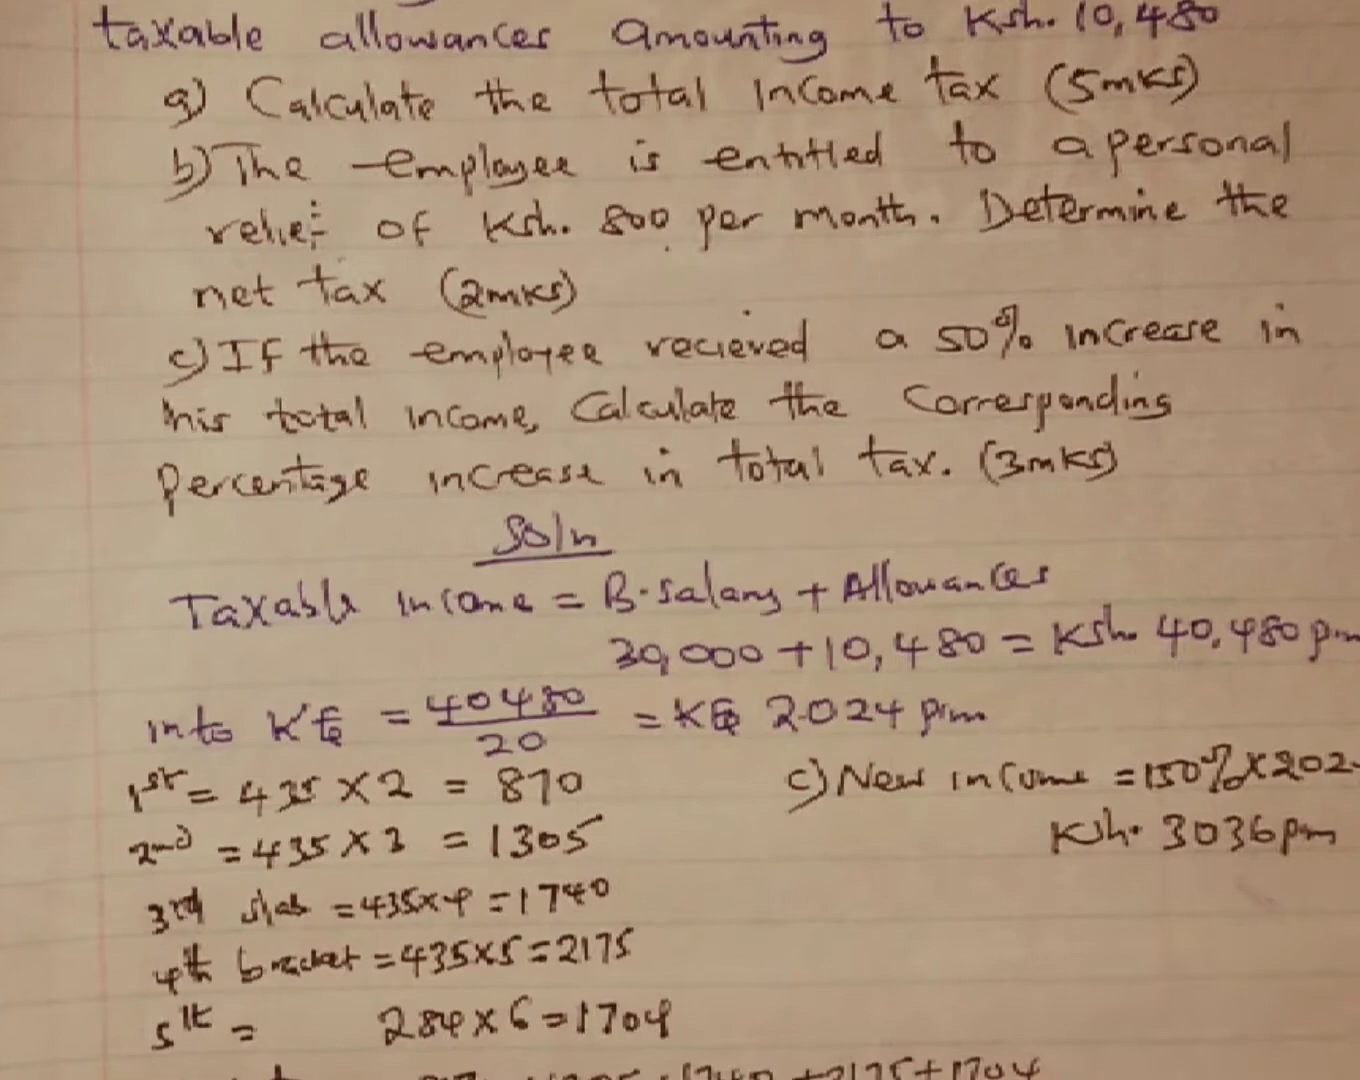 taxable allowances amounting to Ksh. 10,480
a) Calculate the total income tax (5mks)
b) The employee is entitled to a personal
relief of Ksh. 800 per month. Determine the
net tax (2mks)
c) If the employee recieved a 50% increase in
his total income, Calculate the Corresponding
Percentage increase in total tax. (3mks)
Soln
Taxable income = B.salary + Allowances
30,000 + 10,480 = Ksh. 40,480 pm
into K£ = 40480/20 = K£ 2024 p.m
1st = 435 × 2 = 870
c) New income = 150% × 202
2nd = 435 × 3 = 1305
Ksh. 3036 pm
3rd slab = 435×4 = 1740
4th bracket = 435×5 = 2175
5th = 284 × 6 = 1704
1740 + 2175 + 1704